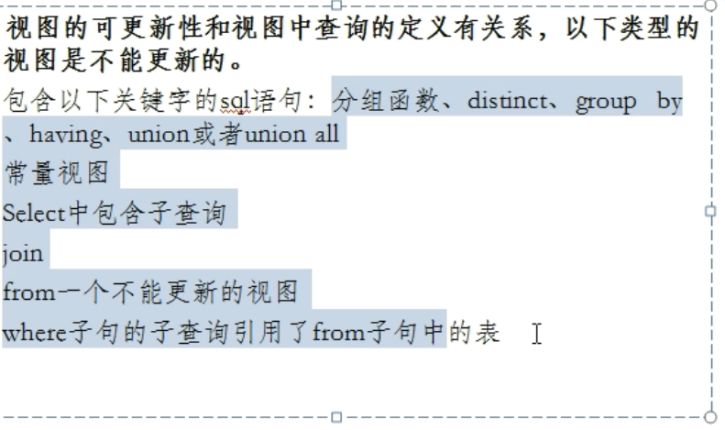 视图的可更新性和视图中查询的定义有关系，以下类型的
视图是不能更新的。
包含以下关键字的sql语句：分组函数、distinct、group by
、having、union或者union all
常量视图
Select中包含子查询
join
from一个不能更新的视图
where子句的子查询引用了from子句中的表